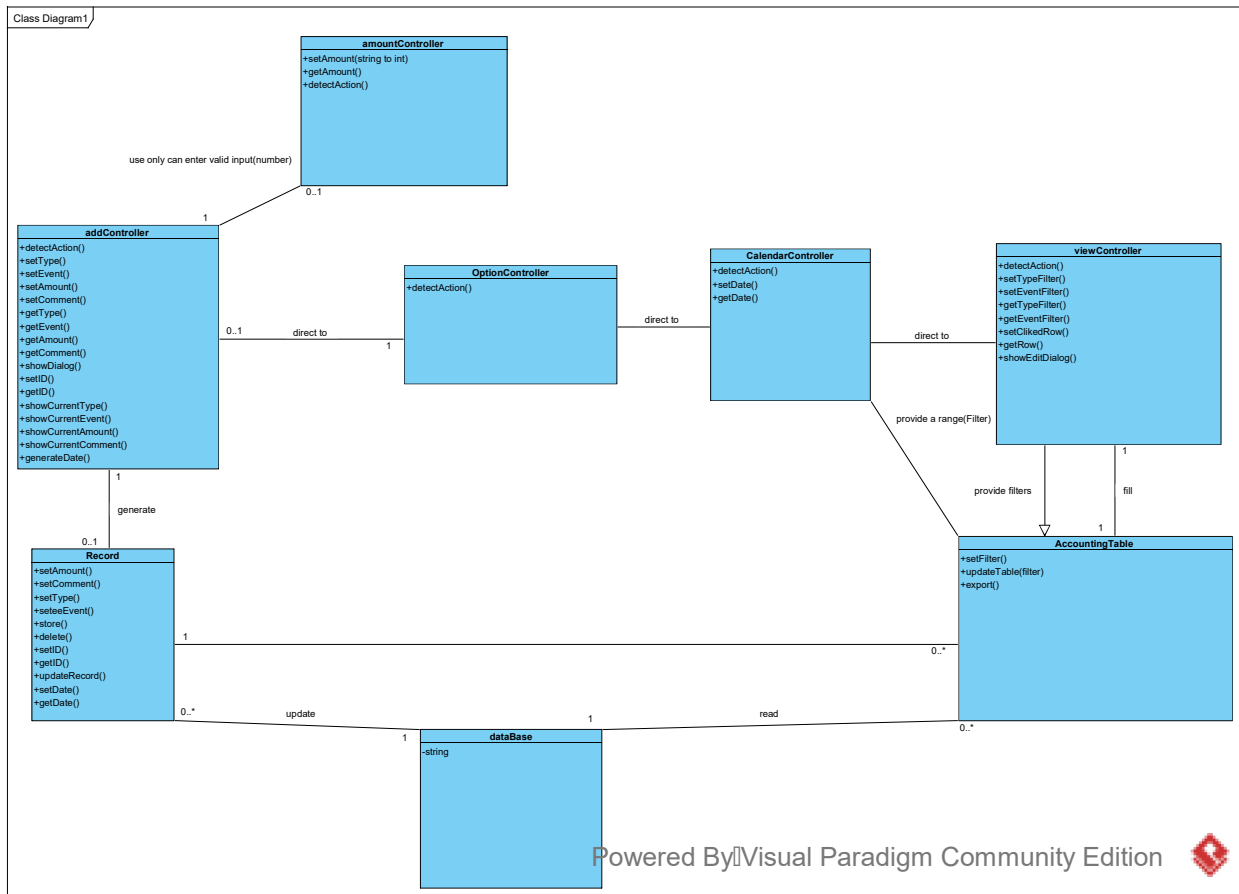 Class Diagram1
amountController
+setAmount(string to int)
+getAmount()
+detectAction()
use only can enter valid input(number)
0..1
1
addController
+detectAction()
+setType()
+setEvent()
+setAmount()
+setComment()
+getType()
+getEvent()
+getAmount()
+getComment()
+showDialog()
+setID()
+getID()
+showCurrentType()
+showCurrentEvent()
+showCurrentAmount()
+showCurrentComment()
+generateDate()
0..1
direct to
1
OptionController
+detectAction()
direct to
CalendarController
+detectAction()
+setDate()
+getDate()
direct to
viewController
+detectAction()
+setTypeFilter()
+setEventFilter()
+getTypeFilter()
+getEventFilter()
+setClikedRow()
+getRow()
+showEditDialog()
provide a range(Filter)
1
provide filters
fill
1
1
generate
0..1
Record
+setAmount()
+setComment()
+setType()
+seteeEvent()
+store()
+delete()
+setID()
+getID()
+updateRecord()
+setDate()
+getDate()
AccountingTable
+setFilter()
+updateTable(filter)
+export()
1
0..*
0..*
update
1
1
read
0..*
dataBase
-string
Powered By Visual Paradigm Community Edition